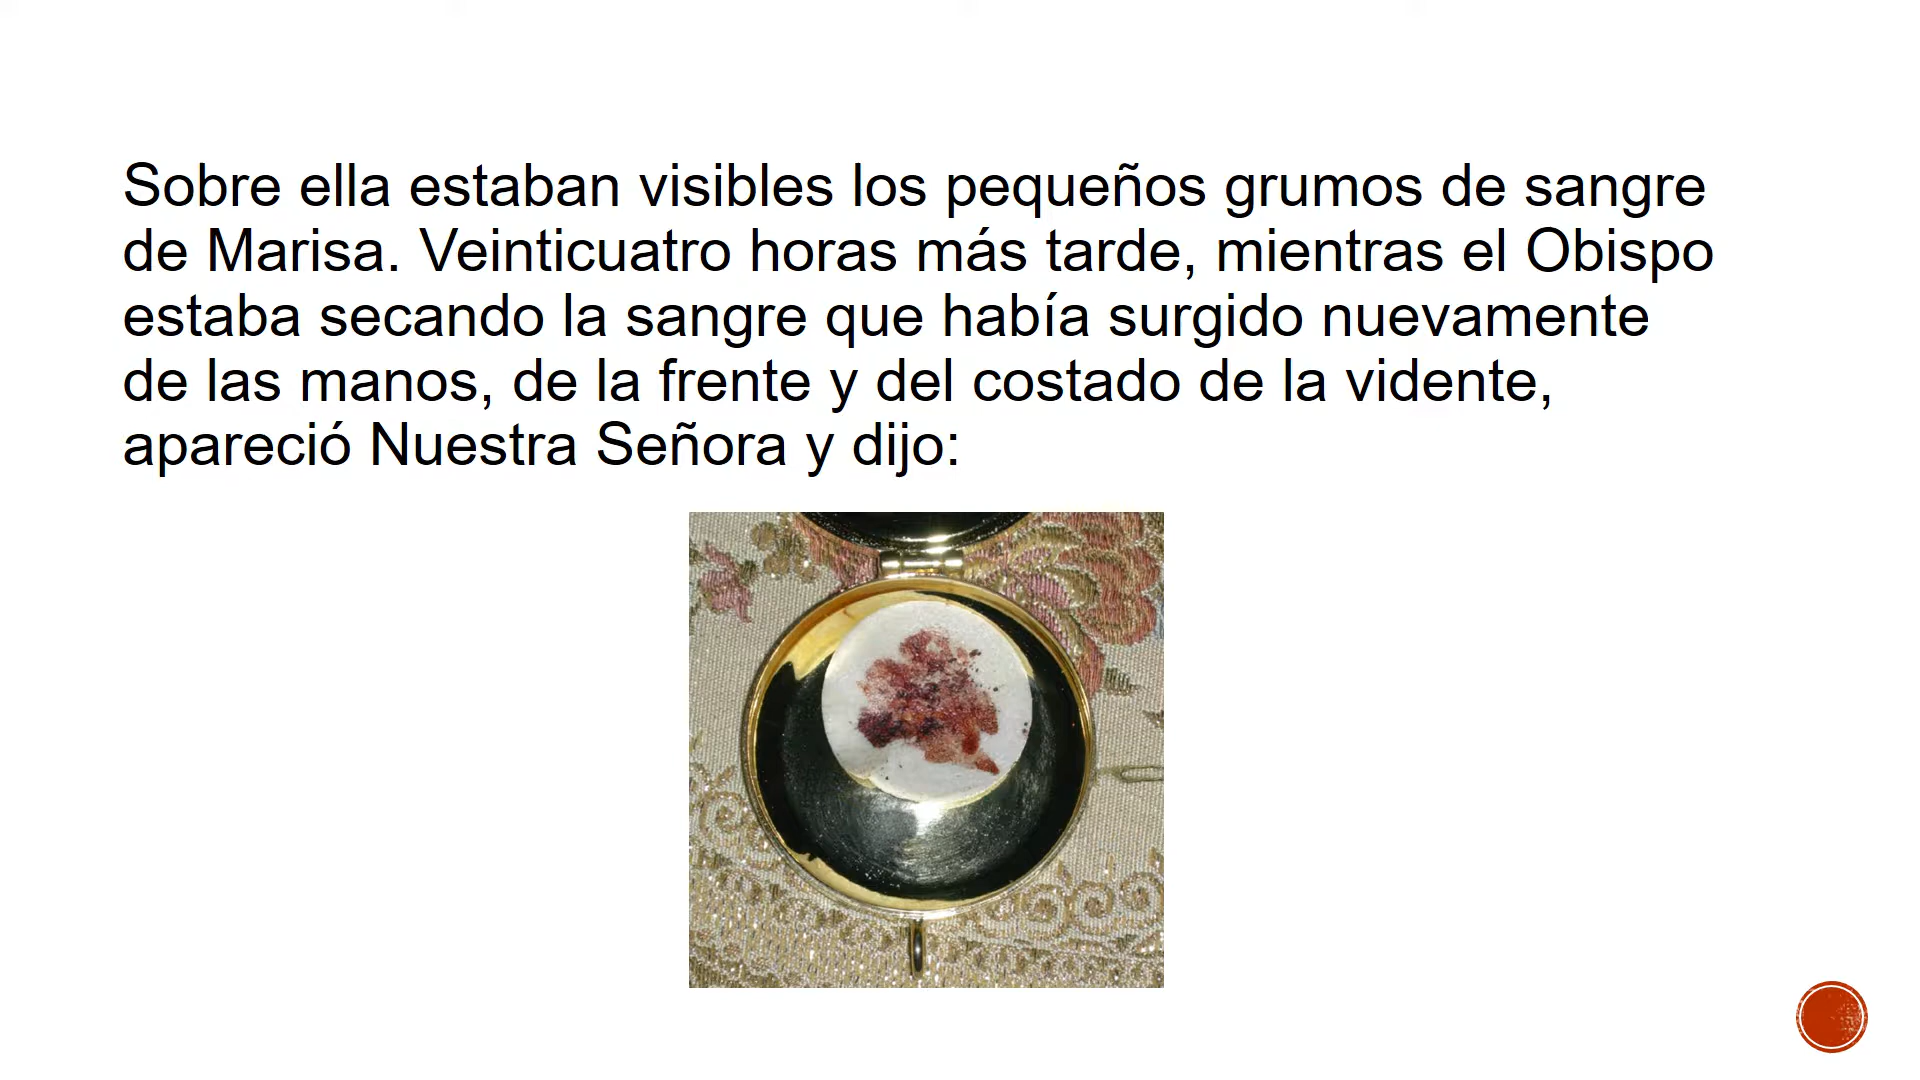 Sobre ella estaban visibles los pequeños grumos de sangre
de Marisa. Veinticuatro horas más tarde, mientras el Obispo
estaba secando la sangre que había surgido nuevamente
de las manos, de la frente y del costado de la vidente,
apareció Nuestra Señora y dijo: